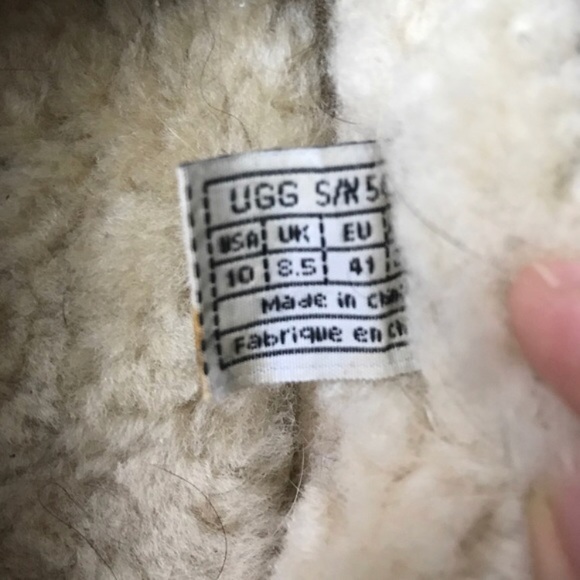 UGG S/N 5
USA UK EU
10 8.5 41
Made in
Fabrique en